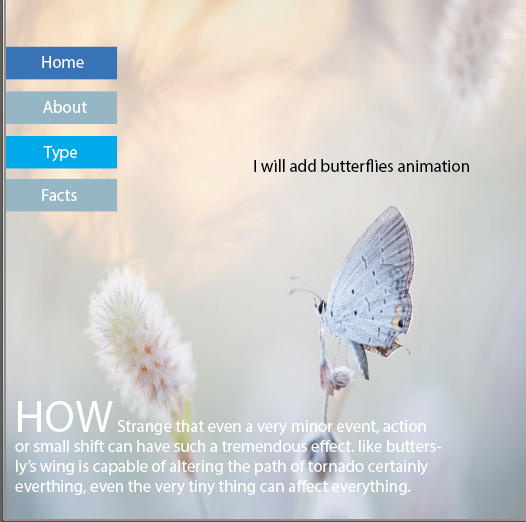 Home
About
Type
Facts
I will add butterflies animation
HOW Strange that even a very minor event, action
or small shift can have such a tremendous effect. like butters-
ly's wing is capable of altering the path of tornado certainly
everthing, even the very tiny thing can affect everything.